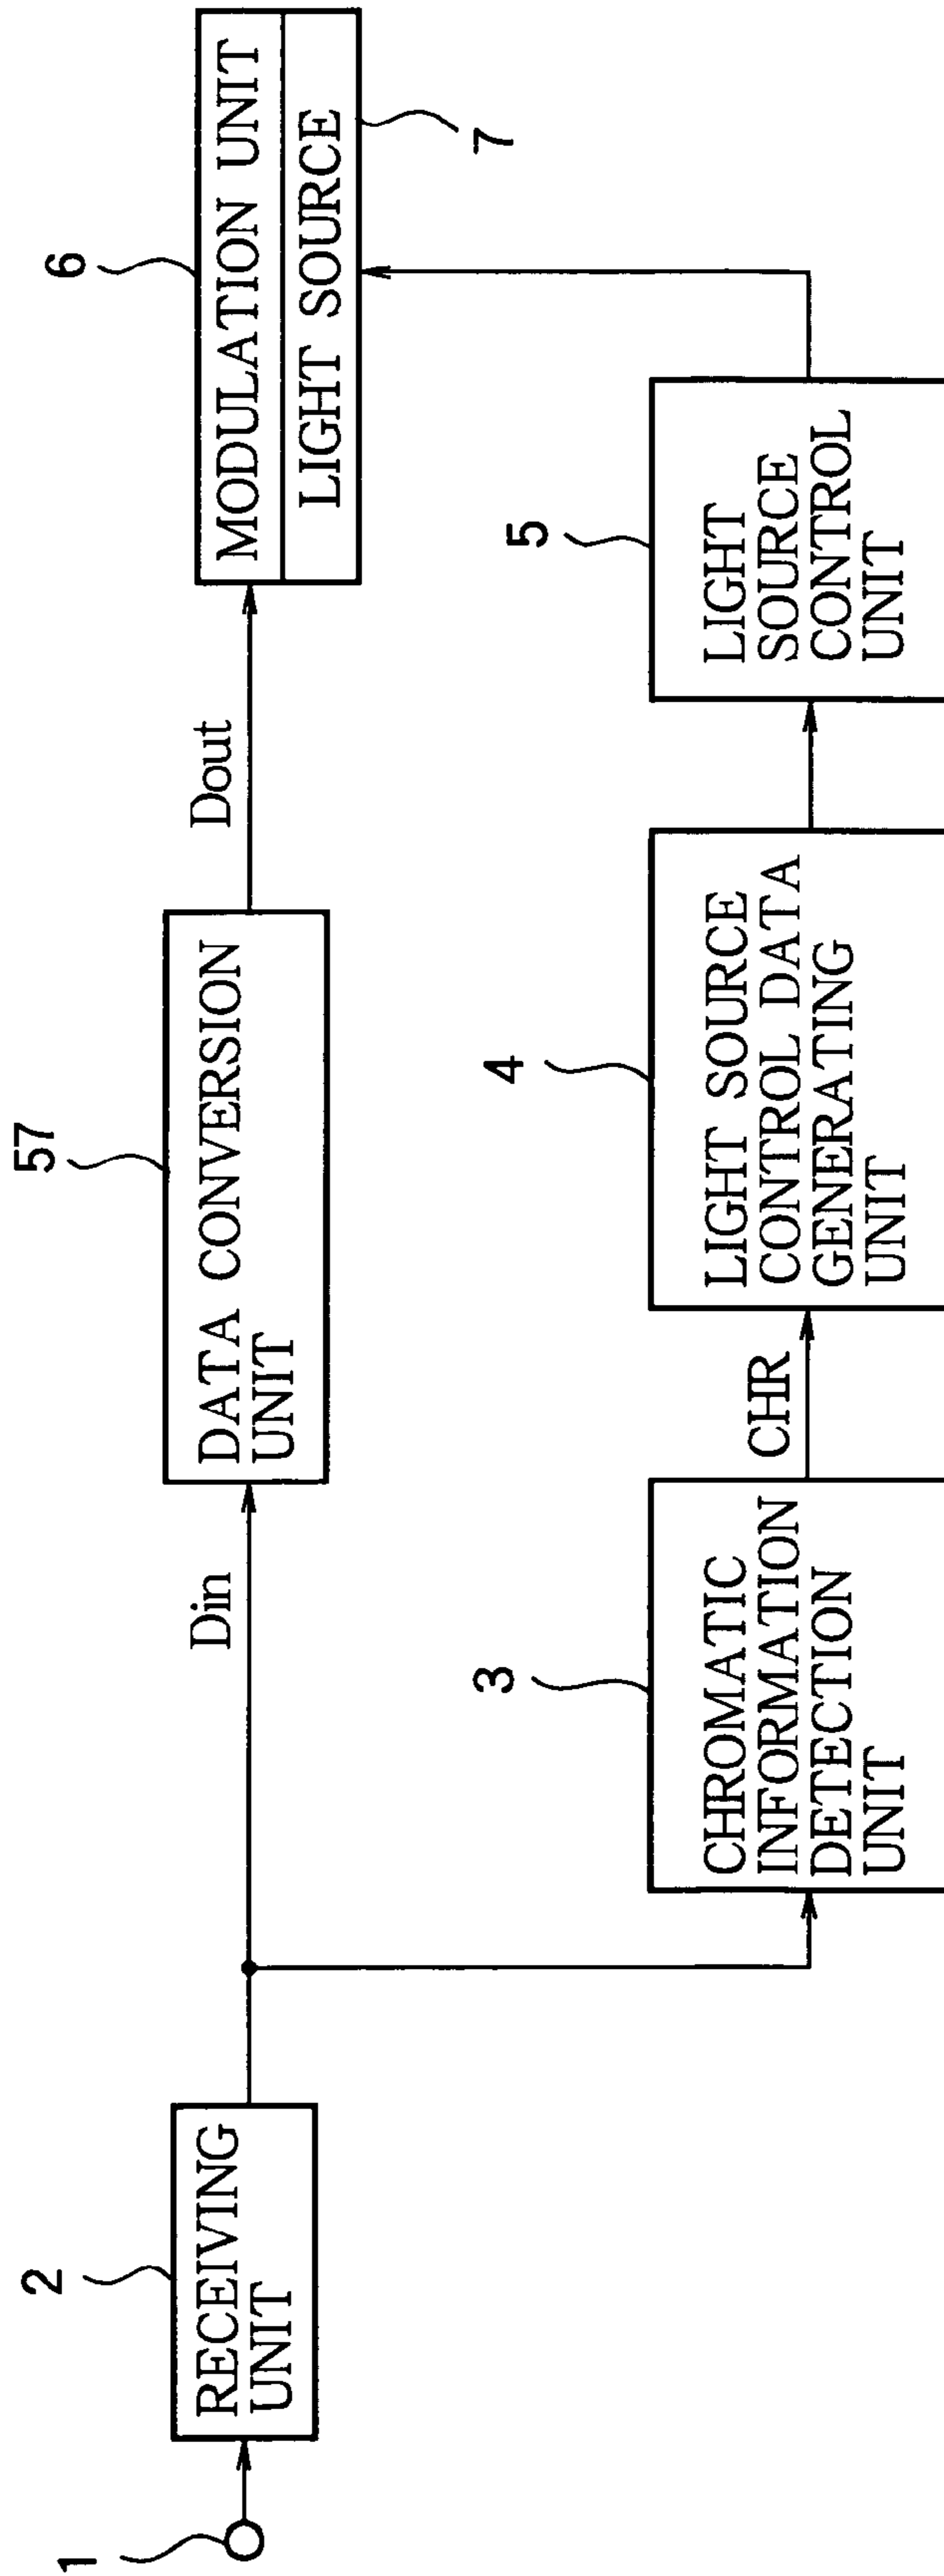 1
2
RECEIVING
UNIT
Din
57
DATA CONVERSION
UNIT
Dout
6
MODULATION UNIT
LIGHT SOURCE
7
3
CHROMATIC
INFORMATION
DETECTION
UNIT
CHR
4
LIGHT SOURCE
CONTROL DATA
GENERATING
UNIT
5
LIGHT
SOURCE
CONTROL
UNIT